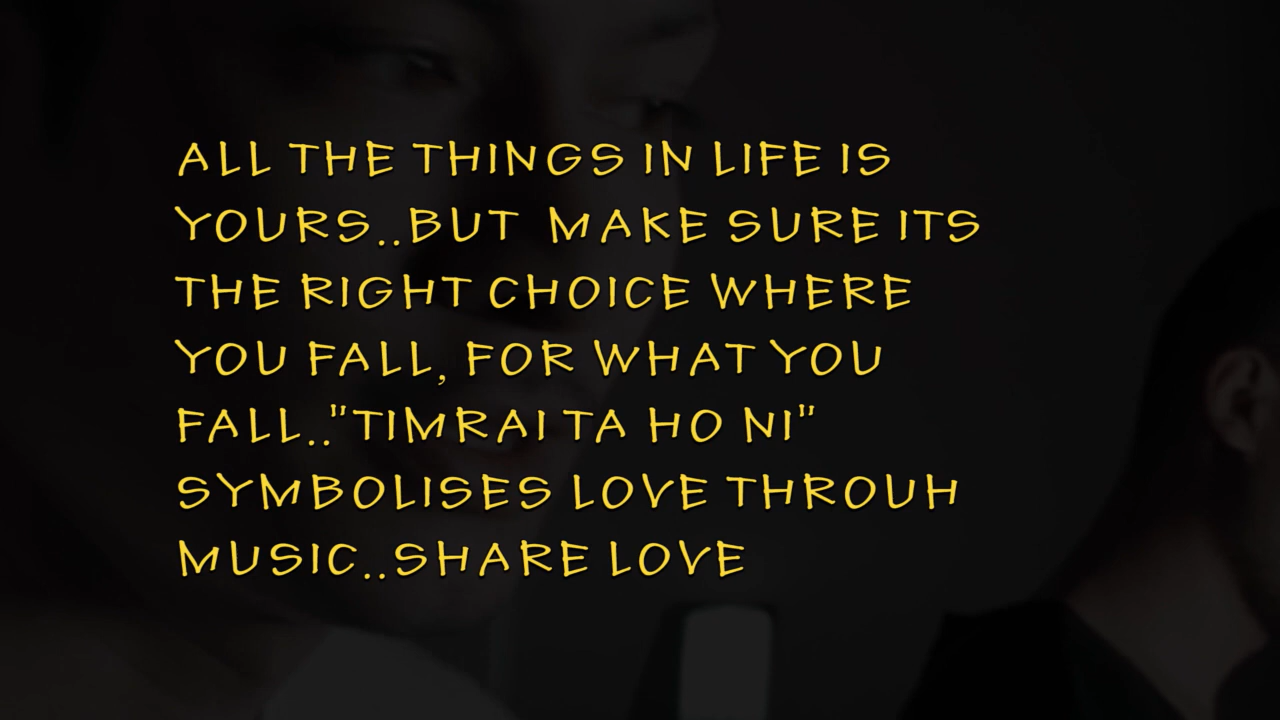 ALL THE THINGS IN LIFE IS
YOURS..BUT MAKE SURE ITS
THE RIGHT CHOICE WHERE
YOU FALL, FOR WHAT YOU
FALL.."TIMRAI TA HO NI"
SYMBOLISES LOVE THROUH
MUSIC..SHARE LOVE